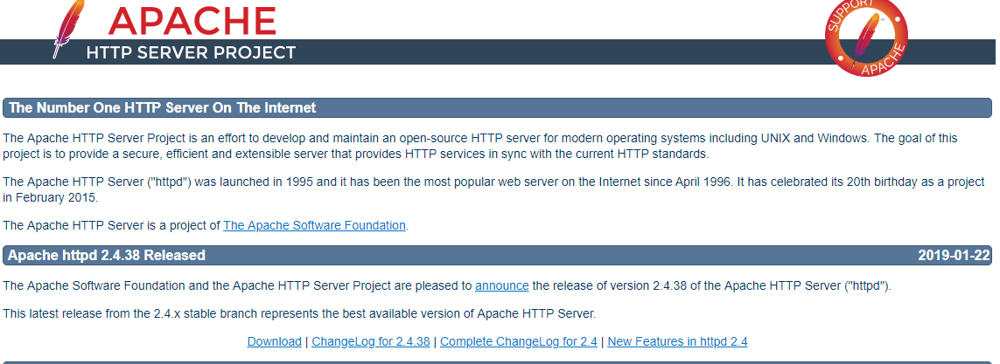 APACHE
HTTP SERVER PROJECT
SUPPORT
APACHE
The Number One HTTP Server On The Internet
The Apache HTTP Server Project is an effort to develop and maintain an open-source HTTP server for modern operating systems including UNIX and Windows. The goal of this
project is to provide a secure, efficient and extensible server that provides HTTP services in sync with the current HTTP standards.
The Apache HTTP Server ("httpd") was launched in 1995 and it has been the most popular web server on the Internet since April 1996. It has celebrated its 20th birthday as a project
in February 2015.
The Apache HTTP Server is a project of The Apache Software Foundation.
Apache httpd 2.4.38 Released 2019-01-22
The Apache Software Foundation and the Apache HTTP Server Project are pleased to announce the release of version 2.4.38 of the Apache HTTP Server ("httpd").
This latest release from the 2.4.x stable branch represents the best available version of Apache HTTP Server.
Download | ChangeLog for 2.4.38 | Complete ChangeLog for 2.4 | New Features in httpd 2.4